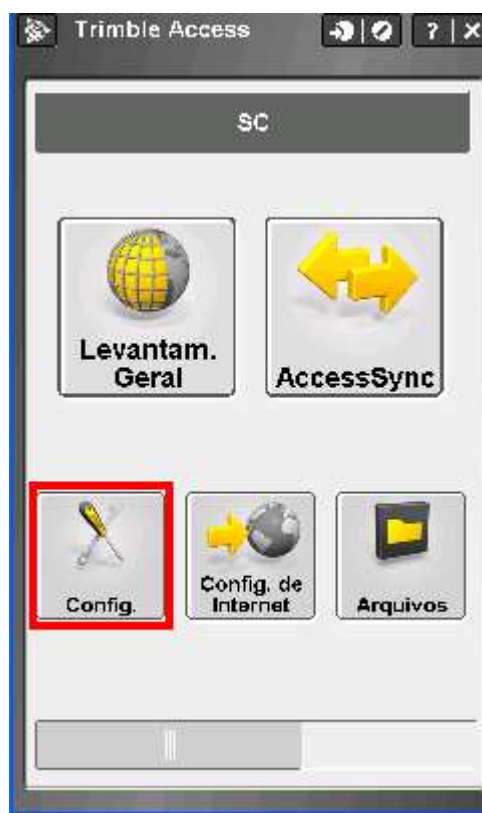 Trimble Access
? X
SC
Levantam.
Geral
AccessSync
Config.
Config. de
Internet
Arquivos